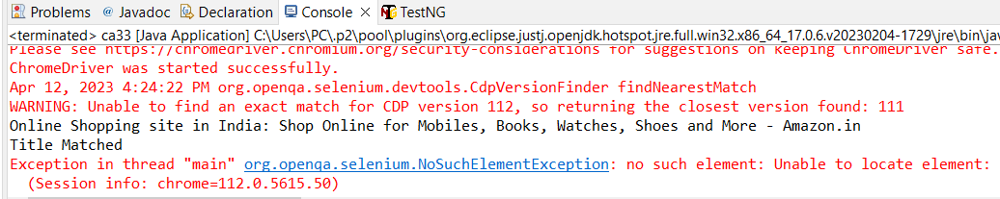 Problems Javadoc Declaration Console TestNG
<terminated> ca33 [Java Application] C:\Users\PC\.p2\pool\plugins\org.eclipse.justj.openjdk.hotspot.jre.full.win32.x86_64_17.0.6.v20230204-1729\jre\bin\jav
Please see https://chromedriver.chromium.org/security-considerations for suggestions on keeping ChromeDriver safe.
ChromeDriver was started successfully.
Apr 12, 2023 4:24:22 PM org.openqa.selenium.devtools.CdpVersionFinder findNearestMatch
WARNING: Unable to find an exact match for CDP version 112, so returning the closest version found: 111
Online Shopping site in India: Shop Online for Mobiles, Books, Watches, Shoes and More - Amazon.in
Title Matched
Exception in thread "main" org.openqa.selenium.NoSuchElementException: no such element: Unable to locate element:
(Session info: chrome=112.0.5615.50)